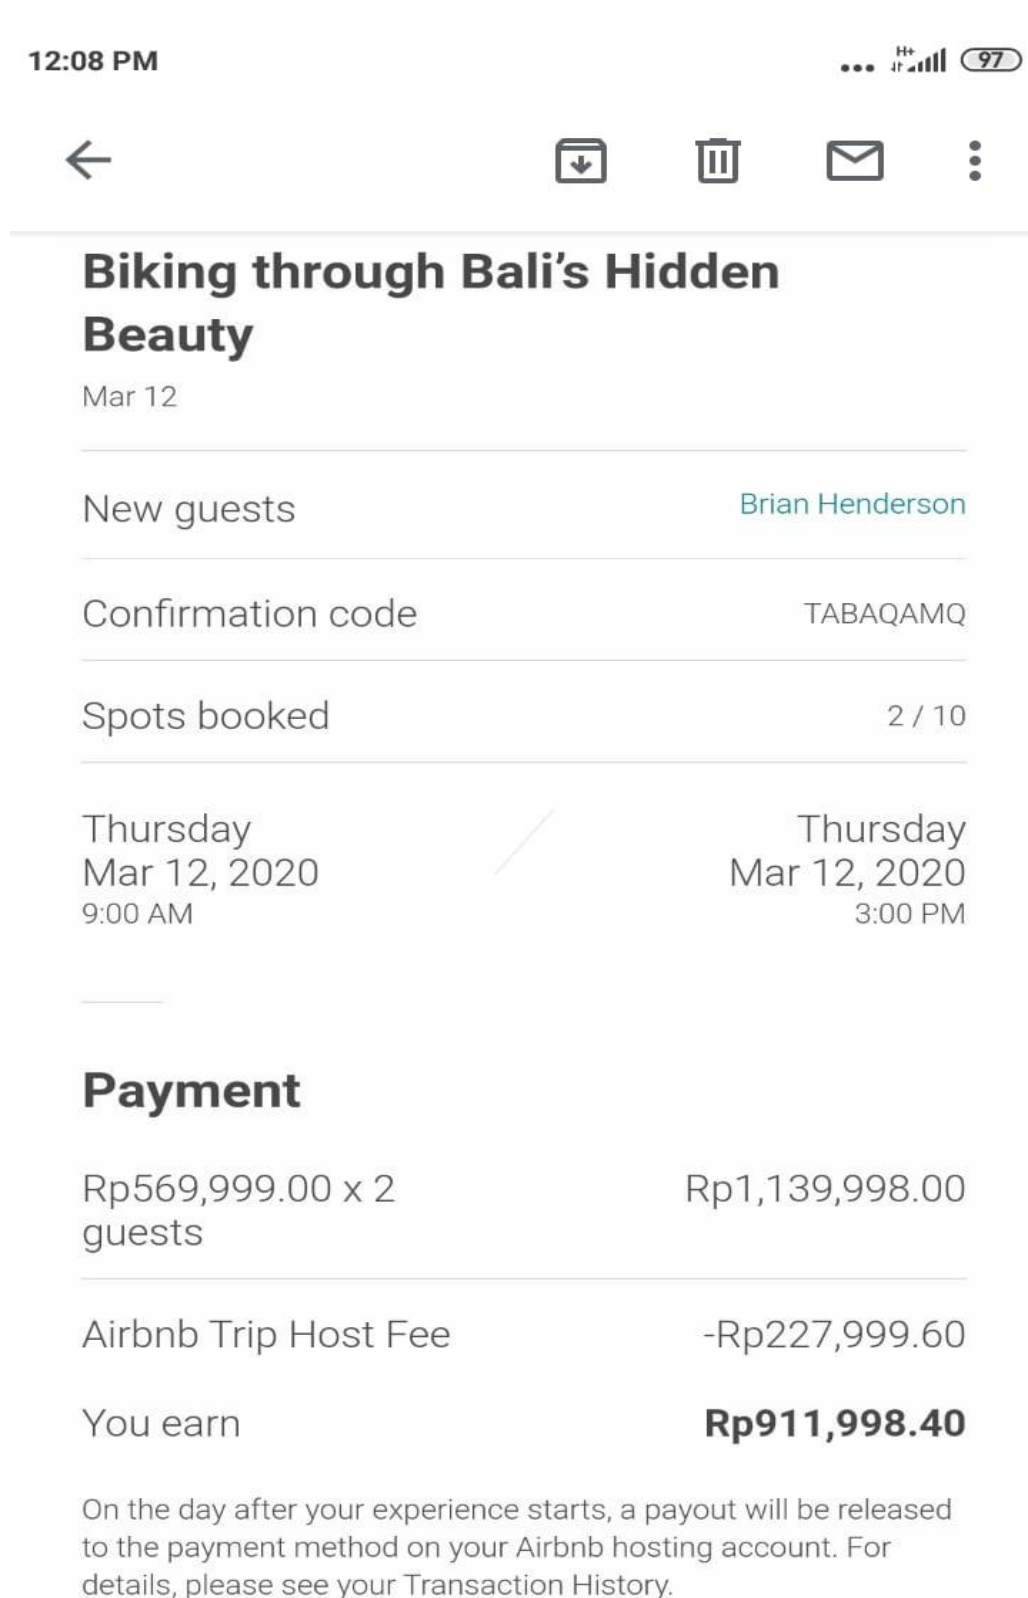 12:08 PM
H+
97
Biking through Bali’s Hidden
Beauty
Mar 12
New guests Brian Henderson
Confirmation code TABAQAMQ
Spots booked 2 / 10
Thursday Thursday
Mar 12, 2020 Mar 12, 2020
9:00 AM 3:00 PM
Payment
Rp569,999.00 x 2 Rp1,139,998.00
guests
Airbnb Trip Host Fee -Rp227,999.60
You earn Rp911,998.40
On the day after your experience starts, a payout will be released
to the payment method on your Airbnb hosting account. For
details, please see your Transaction History.